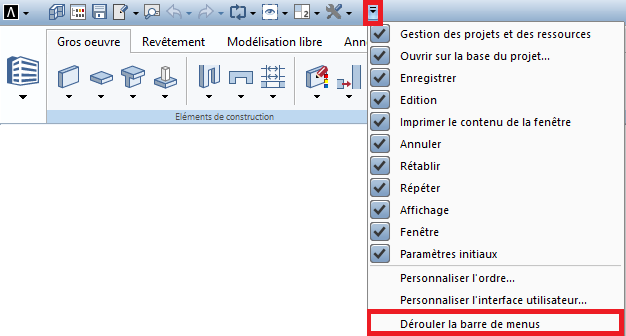 Gros oeuvre Revêtement Modélisation libre Ann
Eléments de construction
Gestion des projets et des ressources
Ouvrir sur la base du projet...
Enregistrer
Edition
Imprimer le contenu de la fenêtre
Annuler
Rétablir
Répéter
Affichage
Fenêtre
Paramètres initiaux
Personnaliser l'ordre...
Personnaliser l'interface utilisateur...
Dérouler la barre de menus